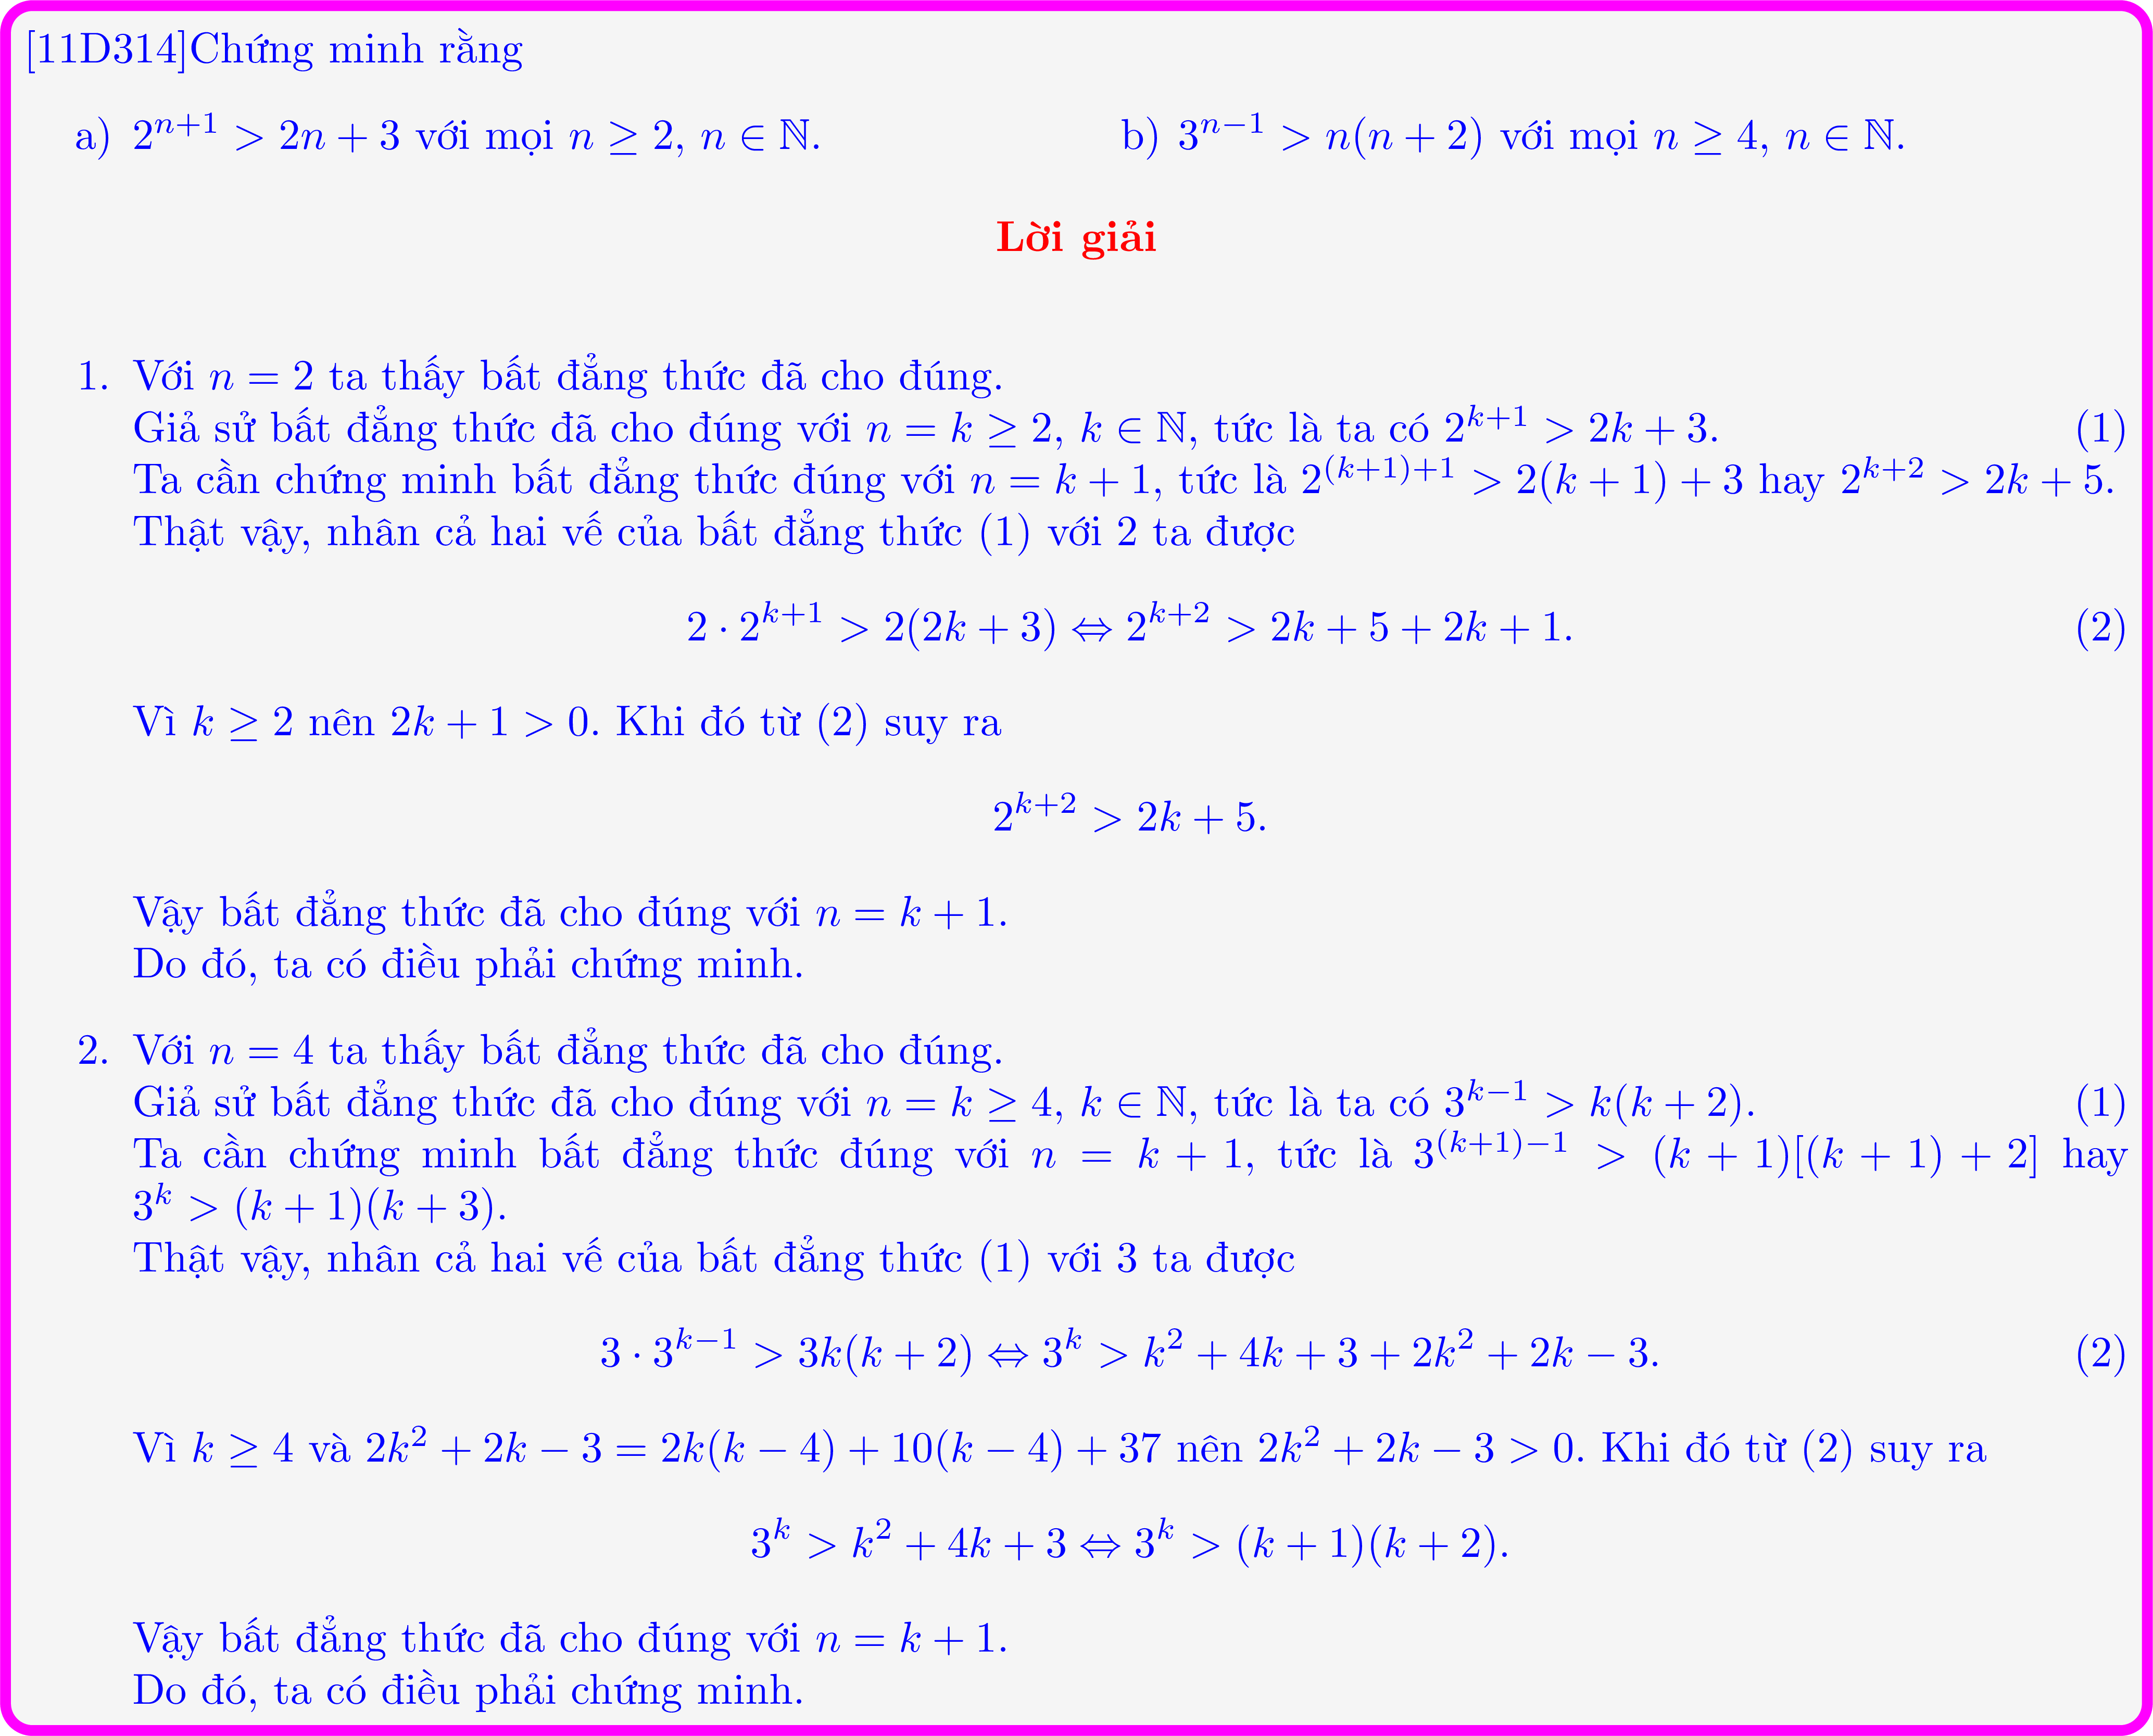 [11D314]Chứng minh rằng
a) $2^{n+1} > 2n + 3$ với mọi $n \geq 2$, $n \in \mathbb{N}$. b) $3^{n-1} > n(n + 2)$ với mọi $n \geq 4$, $n \in \mathbb{N}$.
Lời giải
1. Với $n = 2$ ta thấy bất đẳng thức đã cho đúng.
Giả sử bất đẳng thức đã cho đúng với $n = k \geq 2$, $k \in \mathbb{N}$, tức là ta có $2^{k+1} > 2k + 3$. (1)
Ta cần chứng minh bất đẳng thức đúng với $n = k + 1$, tức là $2^{(k+1)+1} > 2(k + 1) + 3$ hay $2^{k+2} > 2k + 5$.
Thật vậy, nhân cả hai vế của bất đẳng thức (1) với 2 ta được
$2 \cdot 2^{k+1} > 2(2k + 3) \Leftrightarrow 2^{k+2} > 2k + 5 + 2k + 1.$ (2)
Vì $k \geq 2$ nên $2k + 1 > 0$. Khi đó từ (2) suy ra
$2^{k+2} > 2k + 5.$
Vậy bất đẳng thức đã cho đúng với $n = k + 1$.
Do đó, ta có điều phải chứng minh.
2. Với $n = 4$ ta thấy bất đẳng thức đã cho đúng.
Giả sử bất đẳng thức đã cho đúng với $n = k \geq 4$, $k \in \mathbb{N}$, tức là ta có $3^{k-1} > k(k + 2)$. (1)
Ta cần chứng minh bất đẳng thức đúng với $n = k + 1$, tức là $3^{(k+1)-1} > (k + 1)[(k + 1) + 2]$ hay
$3^k > (k + 1)(k + 3)$.
Thật vậy, nhân cả hai vế của bất đẳng thức (1) với 3 ta được
$3 \cdot 3^{k-1} > 3k(k + 2) \Leftrightarrow 3^k > k^2 + 4k + 3 + 2k^2 + 2k - 3.$ (2)
Vì $k \geq 4$ và $2k^2 + 2k - 3 = 2k(k - 4) + 10(k - 4) + 37$ nên $2k^2 + 2k - 3 > 0$. Khi đó từ (2) suy ra
$3^k > k^2 + 4k + 3 \Leftrightarrow 3^k > (k + 1)(k + 2).$
Vậy bất đẳng thức đã cho đúng với $n = k + 1$.
Do đó, ta có điều phải chứng minh.